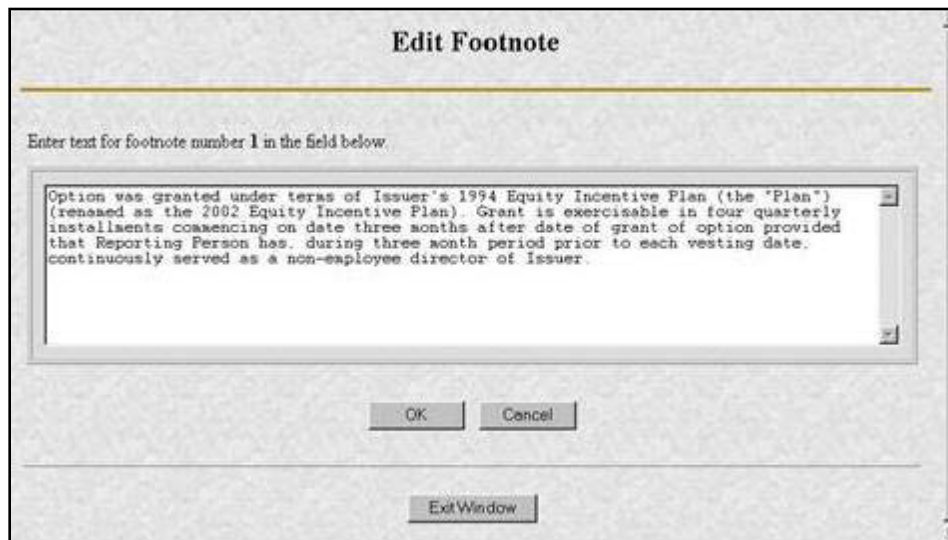 Edit Footnote
Enter text for footnote number 1 in the field below.
Option was granted under terms of Issuer's 1994 Equity Incentive Plan (the "Plan")
(renamed as the 2002 Equity Incentive Plan). Grant is exercisable in four quarterly
installments commencing on date three months after date of grant of option provided
that Reporting Person has, during three month period prior to each vesting date,
continuously served as a non-employee director of Issuer.
OK Cancel
Exit Window